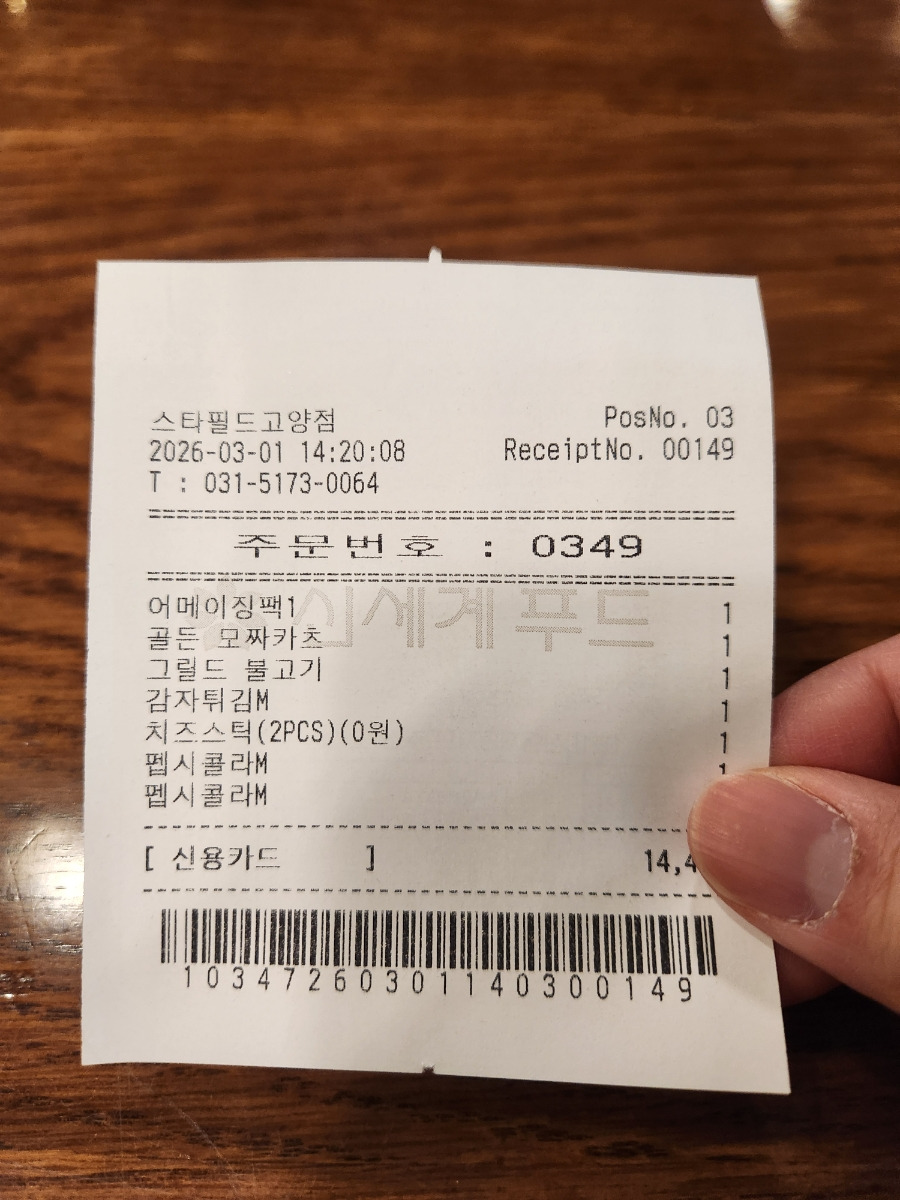 스타필드고양점 PosNo. 03
2026-03-01 14:20:08 ReceiptNo. 00149
T : 031-5173-0064
주문번호 : 0349
신세계푸드
어메이징팩1 1
골든 모짜카츠 1
그릴드 불고기 1
감자튀김M 1
치즈스틱(2PCS)(0원) 1
펩시콜라M 1
펩시콜라M
[ 신용카드 ] 14,4
1034726030114030​0149